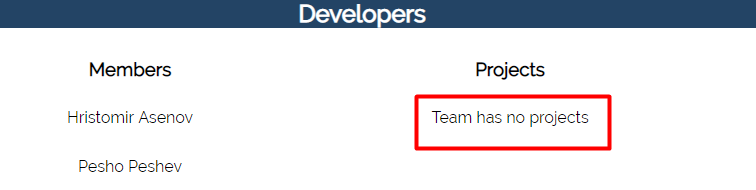 Developers
Members
Projects
Hristomir Asenov
Team has no projects
Pesho Peshev